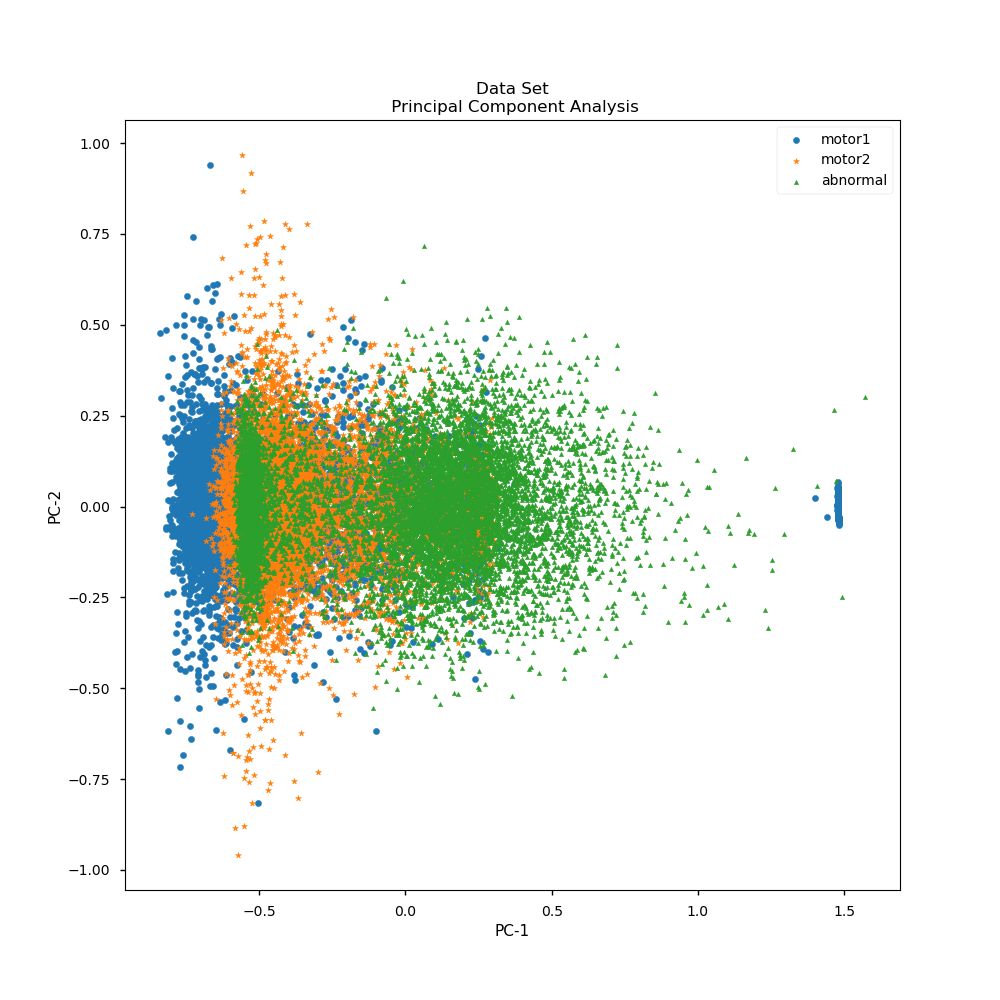 Data Set
Principal Component Analysis
motor1
motor2
abnormal
1.00
0.75
0.50
0.25
0.00
−0.25
−0.50
−0.75
−1.00
PC-2
−0.5
0.0
0.5
1.0
1.5
PC-1